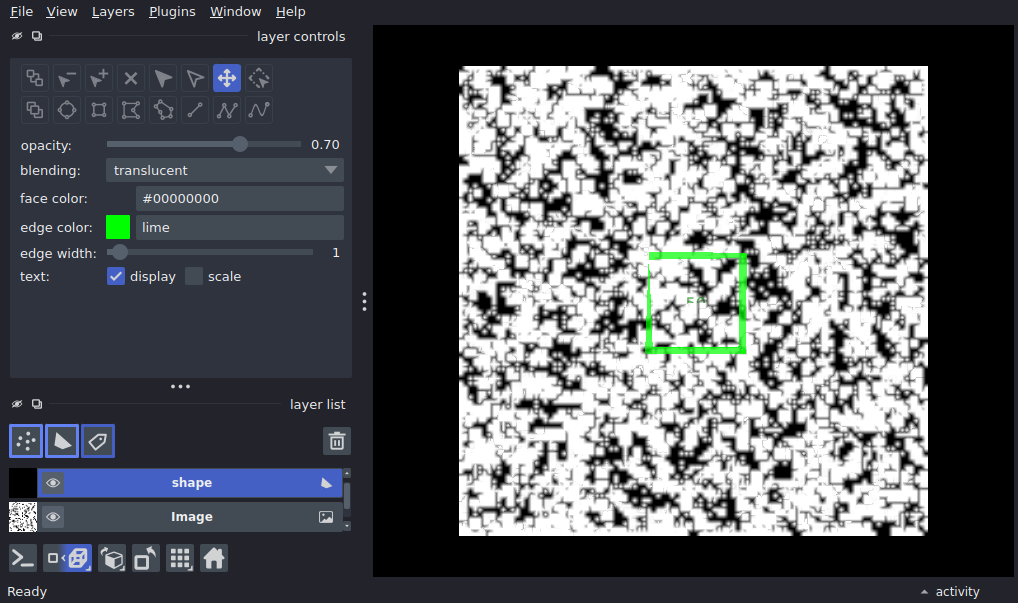 File View Layers Plugins Window Help
layer controls
opacity: 0.70
blending: translucent
face color: #00000000
edge color: lime
edge width: 1
text: display scale
layer list
shape
Image
Ready
activity